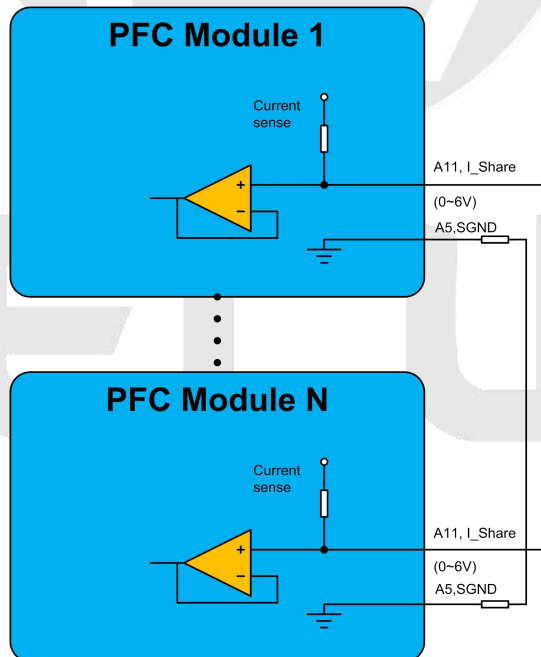 PFC Module 1
Current
sense
+
−
A11, I_Share
(0~6V)
A5,SGND
PFC Module N
Current
sense
+
−
A11, I_Share
(0~6V)
A5,SGND